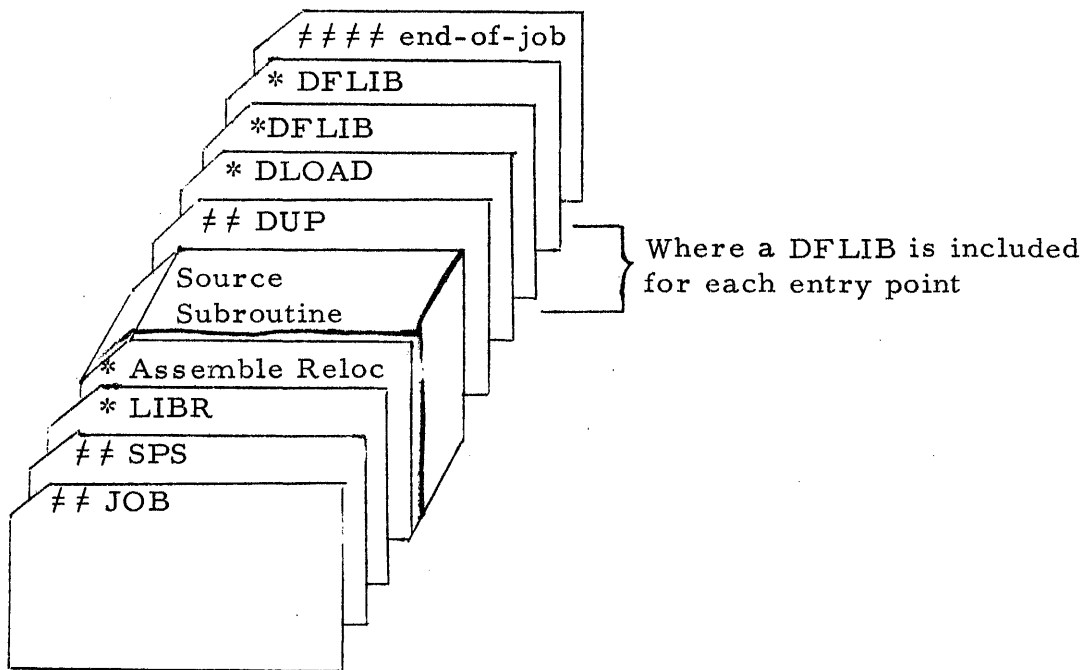 ≠ ≠ ≠ ≠ end-of-job
* DFLIB
*DFLIB
* DLOAD
≠ ≠ DUP
Source
Subroutine
* Assemble Reloc
* LIBR
≠ ≠ SPS
≠ ≠ JOB
Where a DFLIB is included
for each entry point